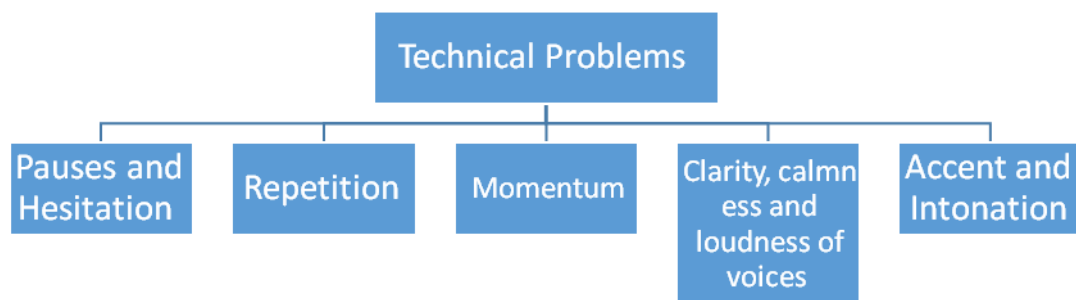 Technical Problems
Pauses and
Hesitation
Repetition
Momentum
Clarity, calmn
ess and
loudness of
voices
Accent and
Intonation